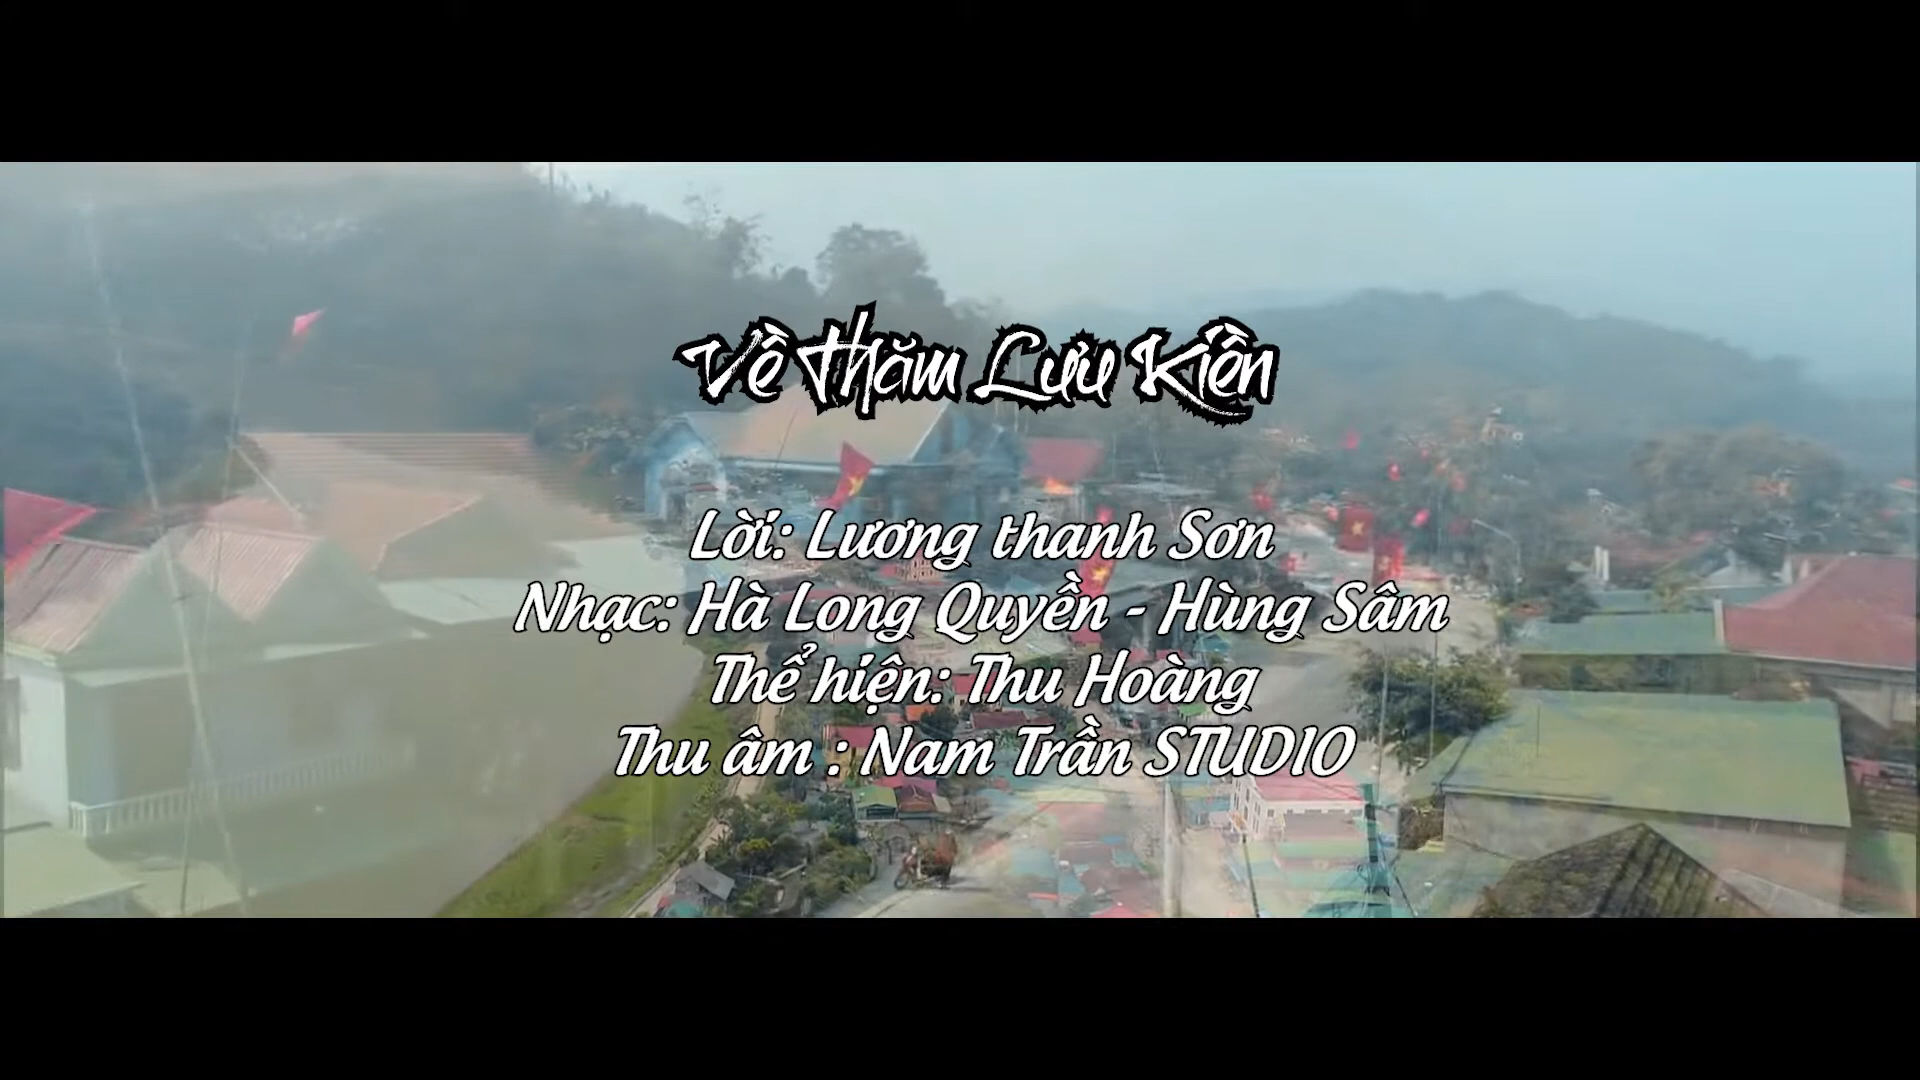 Về thăm Lưu Kiền
Lời: Lương thanh Sơn
Nhạc: Hà Long Quyền - Hùng Sâm
Thể hiện: Thu Hoàng
Thu âm : Nam Trần STUDIO